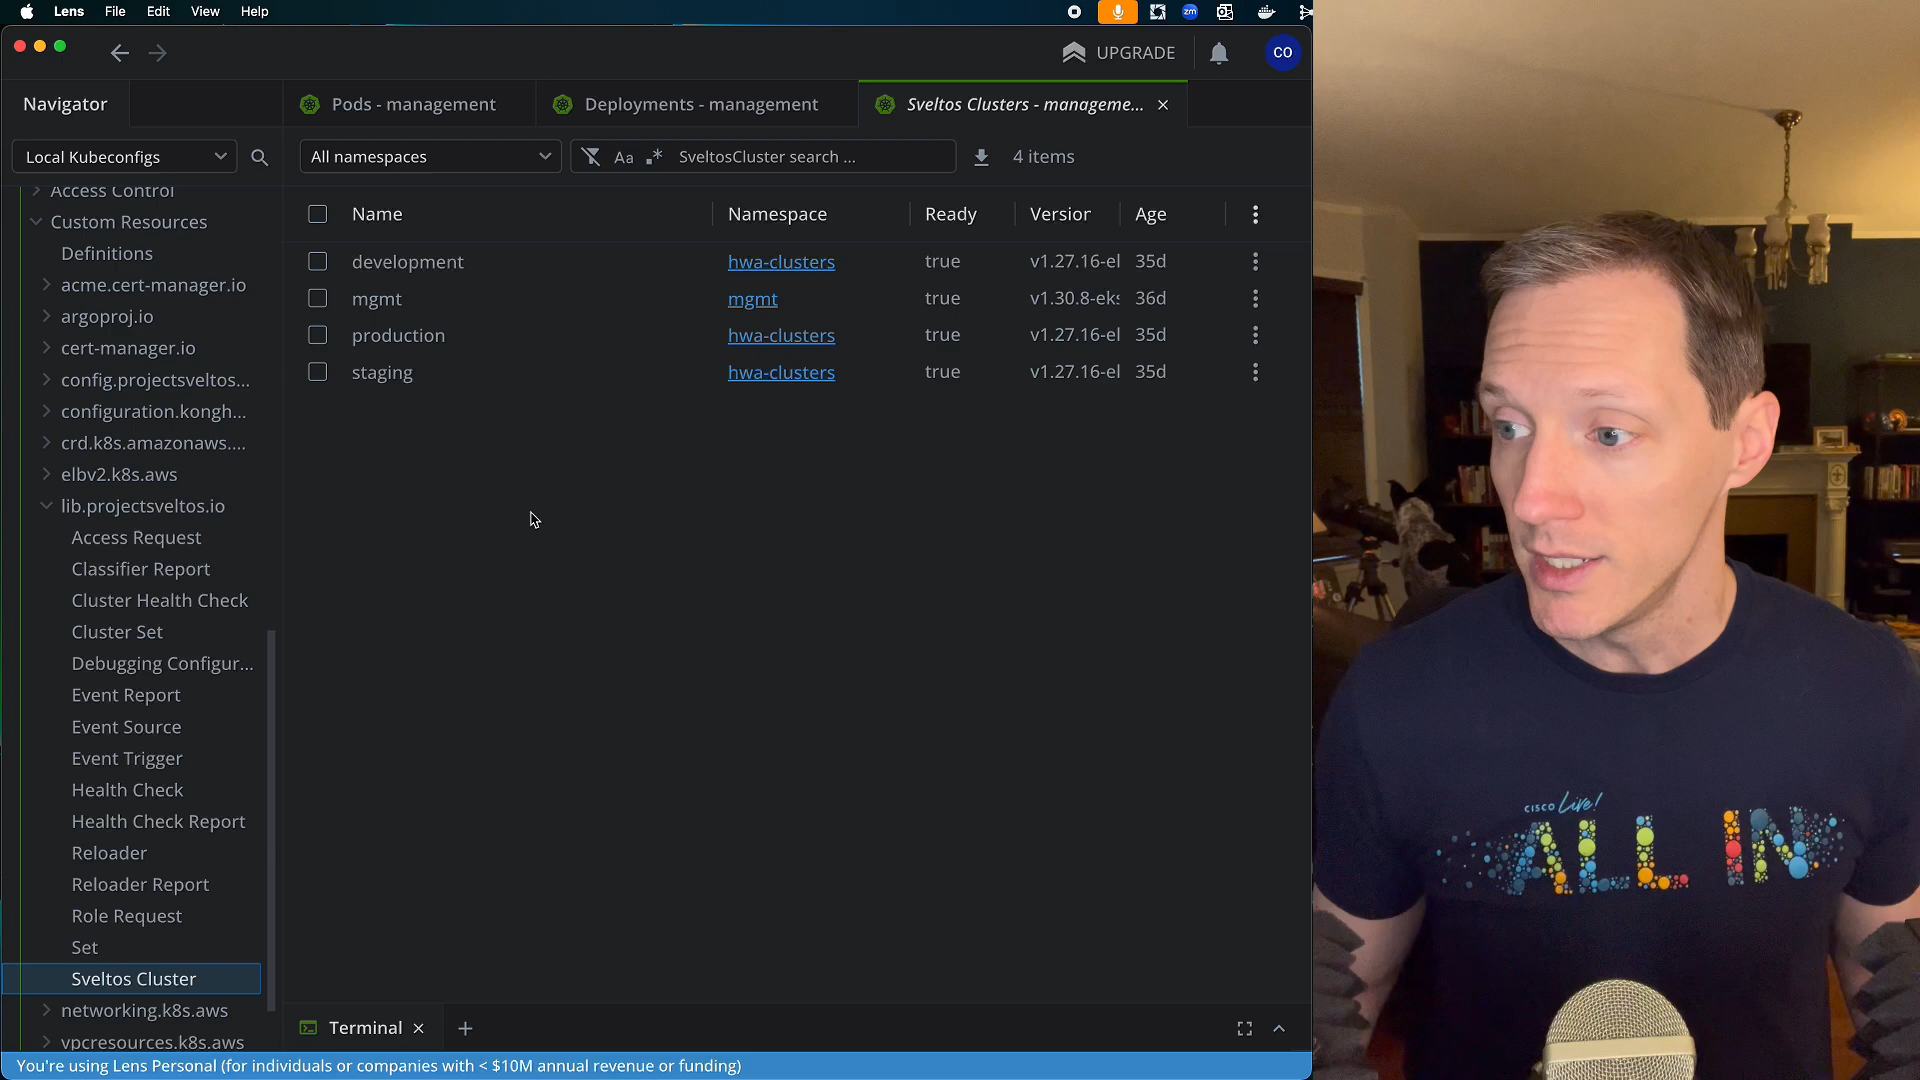 Lens File Edit View Help
zm
UPGRADE CO
Navigator
Pods - management
Deployments - management
Sveltos Clusters - manageme...
Local Kubeconfigs
All namespaces
Aa
SveltosCluster search ...
4 items
Access Control
Custom Resources
Definitions
acme.cert-manager.io
argoproj.io
cert-manager.io
config.projectsveltos...
configuration.kongh...
crd.k8s.amazonaws....
elbv2.k8s.aws
lib.projectsveltos.io
Access Request
Classifier Report
Cluster Health Check
Cluster Set
Debugging Configur...
Event Report
Event Source
Event Trigger
Health Check
Health Check Report
Reloader
Reloader Report
Role Request
Set
Sveltos Cluster
networking.k8s.aws
vpcresources.k8s.aws
Name Namespace Ready Versior Age
development hwa-clusters true v1.27.16-el 35d
mgmt mgmt true v1.30.8-eks 36d
production hwa-clusters true v1.27.16-el 35d
staging hwa-clusters true v1.27.16-el 35d
Terminal
You're using Lens Personal (for individuals or companies with < $10M annual revenue or funding)
CISCO Live!
ALL IN